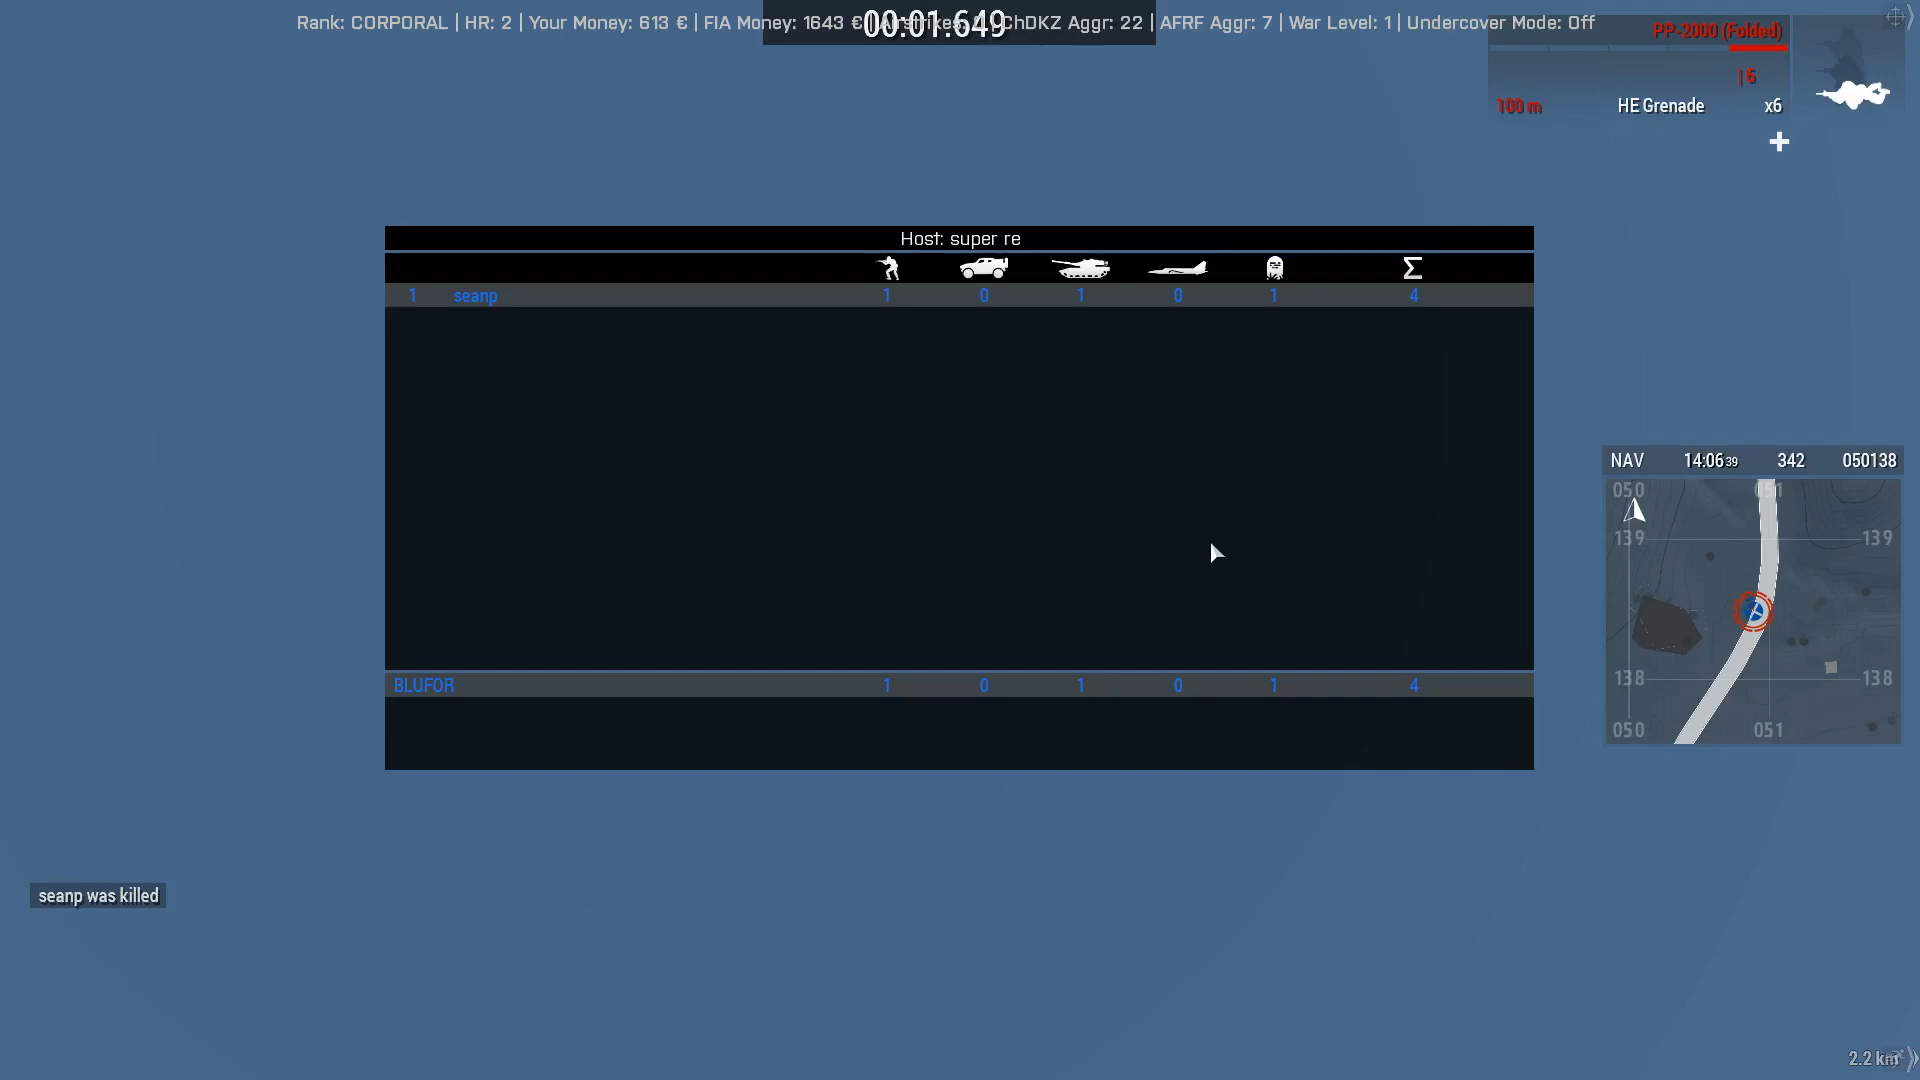 Rank: CORPORAL | HR: 2 | Your Money: 613 € | FIA Money: 1643 € | Airstrikes: 0 | ChDKZ Aggr: 22 | AFRF Aggr: 7 | War Level: 1 | Undercover Mode: Off
00:01.649
PP-2000 (Folded)
| 6
100 m HE Grenade x6
Host: super re
Σ
1 seanp 1 0 1 0 1 4
NAV 14:06 39 342 050138
050 051
139 139
138 138
050 051
BLUFOR 1 0 1 0 1 4
seanp was killed
2.2 km